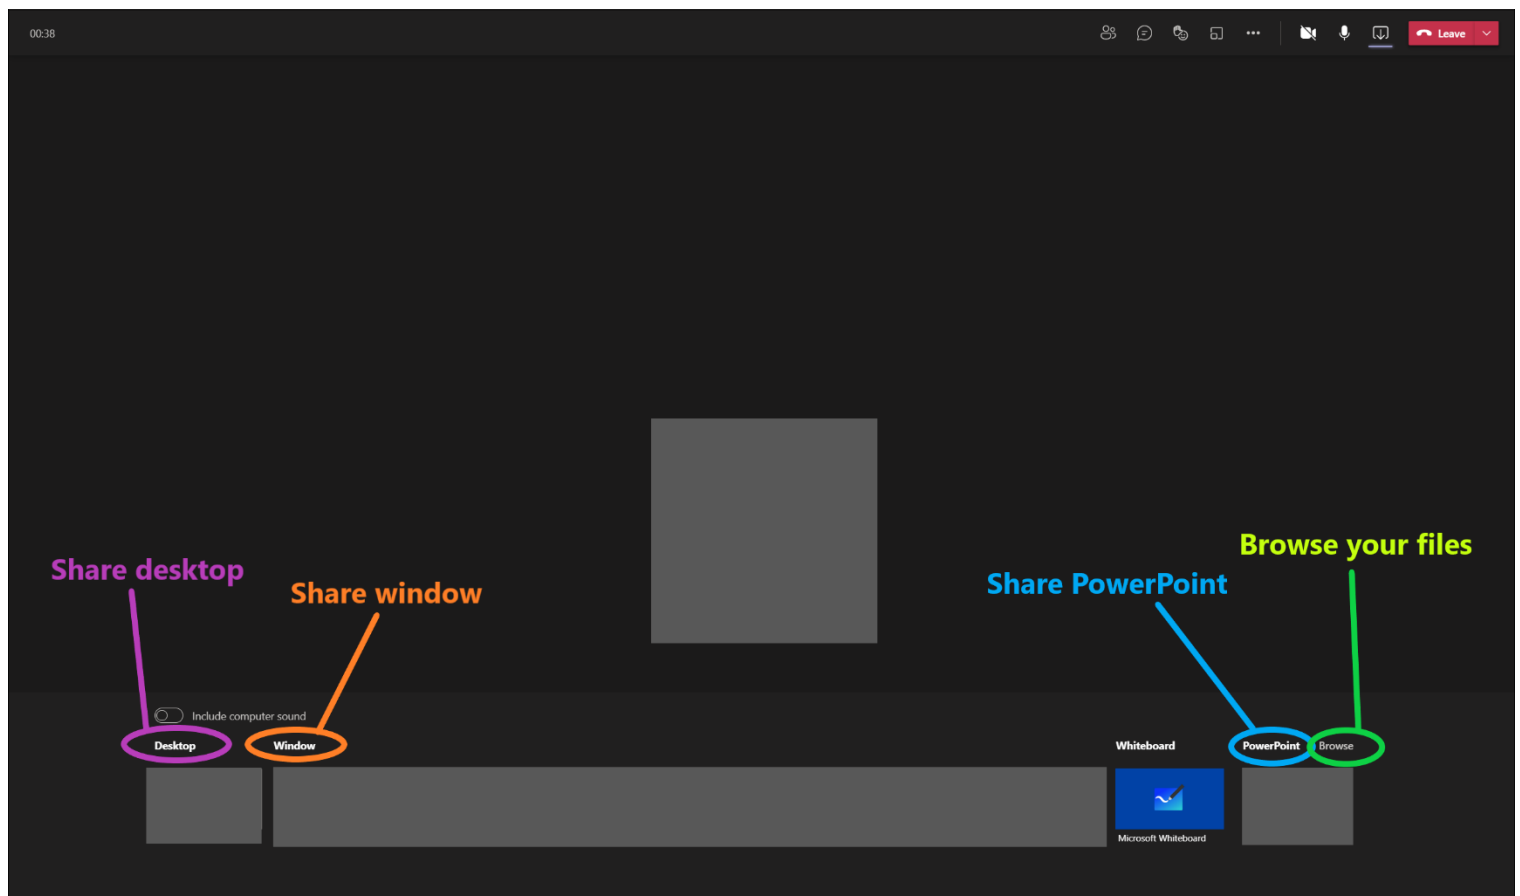 00:38
Leave
Share desktop
Share window
Share PowerPoint
Browse your files
Include computer sound
Desktop
Window
Whiteboard
PowerPoint
Browse
Microsoft Whiteboard